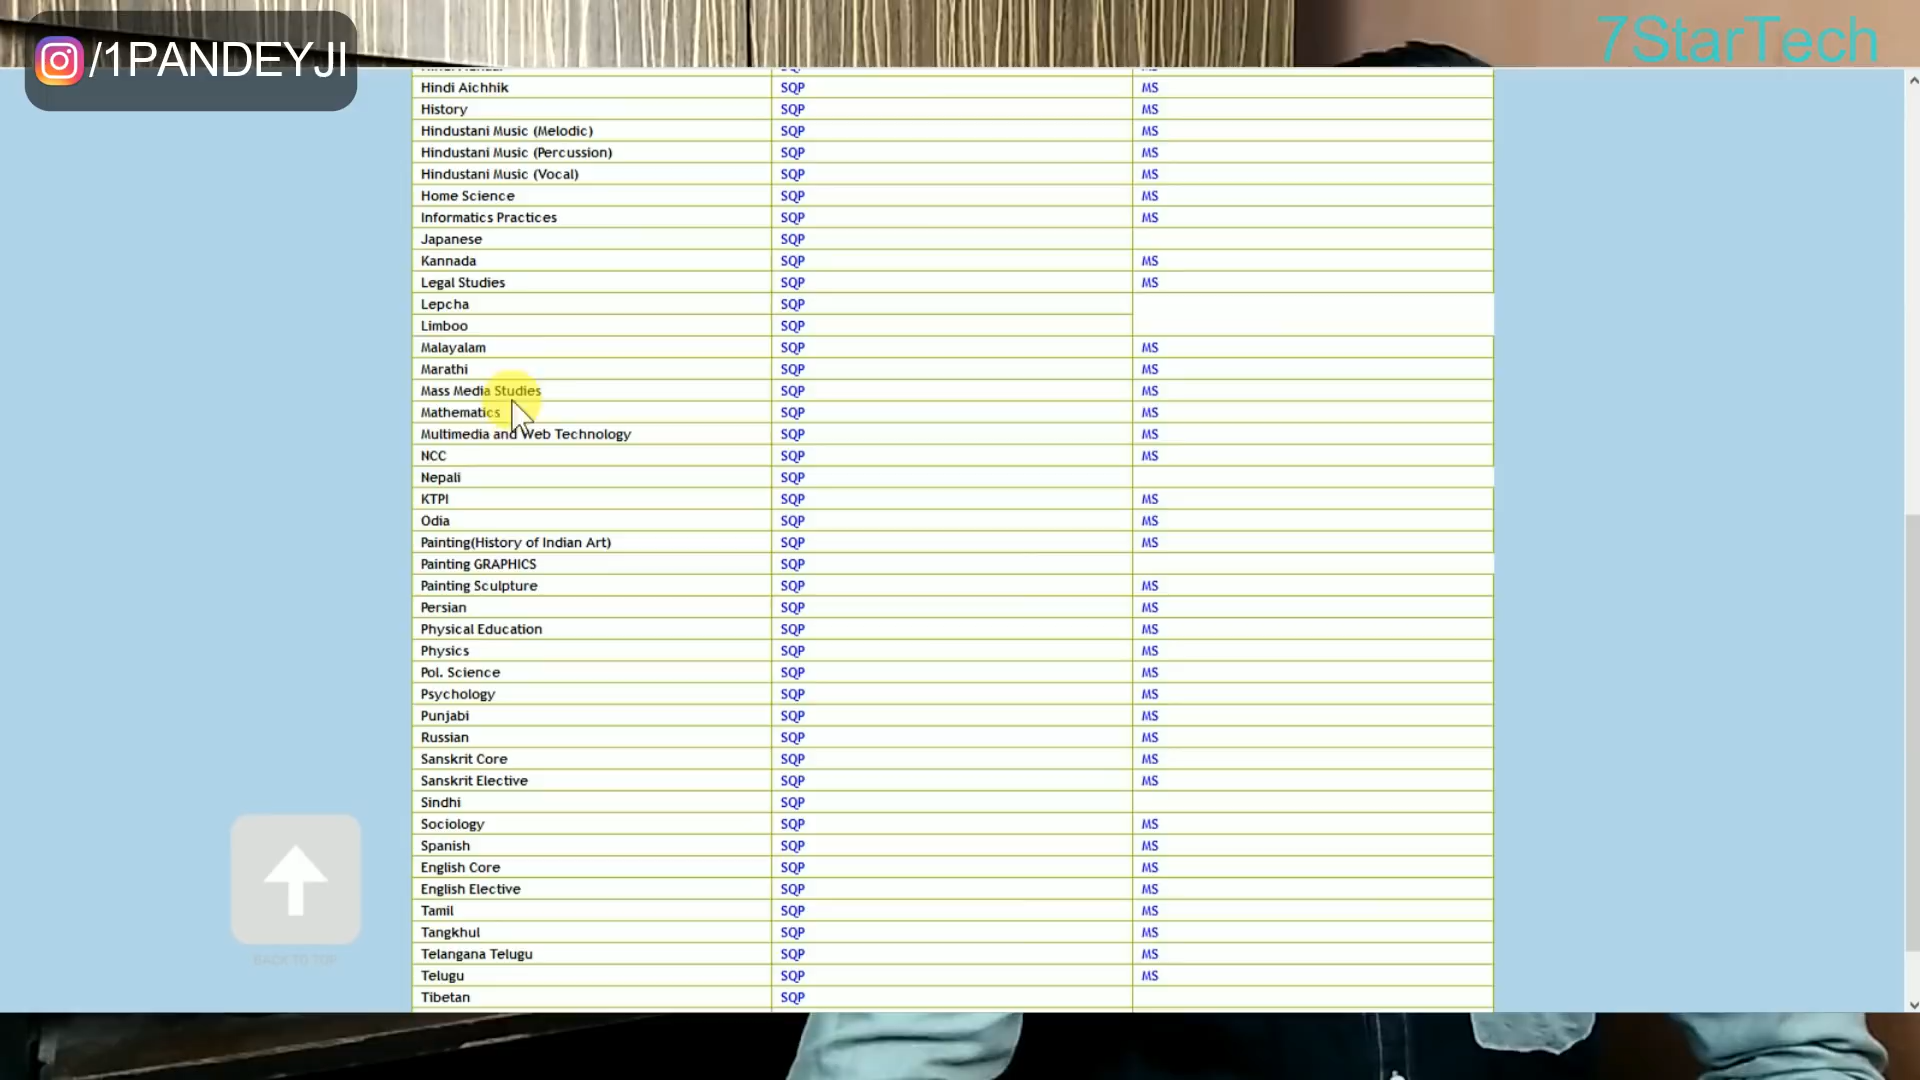 /1PANDEYJI
7StarTech
Hindi Aichhik SQP MS
History SQP MS
Hindustani Music (Melodic) SQP MS
Hindustani Music (Percussion) SQP MS
Hindustani Music (Vocal) SQP MS
Home Science SQP MS
Informatics Practices SQP MS
Japanese SQP
Kannada SQP MS
Legal Studies SQP MS
Lepcha SQP
Limboo SQP
Malayalam SQP MS
Marathi SQP MS
Mass Media Studies SQP MS
Mathematics SQP MS
Multimedia and Web Technology SQP MS
NCC SQP MS
Nepali SQP
KTPI SQP MS
Odia SQP MS
Painting(History of Indian Art) SQP MS
Painting GRAPHICS SQP
Painting Sculpture SQP MS
Persian SQP MS
Physical Education SQP MS
Physics SQP MS
Pol. Science SQP MS
Psychology SQP MS
Punjabi SQP MS
Russian SQP MS
Sanskrit Core SQP MS
Sanskrit Elective SQP MS
Sindhi SQP
Sociology SQP MS
Spanish SQP MS
English Core SQP MS
English Elective SQP MS
Tamil SQP MS
Tangkhul SQP MS
Telangana Telugu SQP MS
Telugu SQP MS
Tibetan SQP
BACK TO TOP